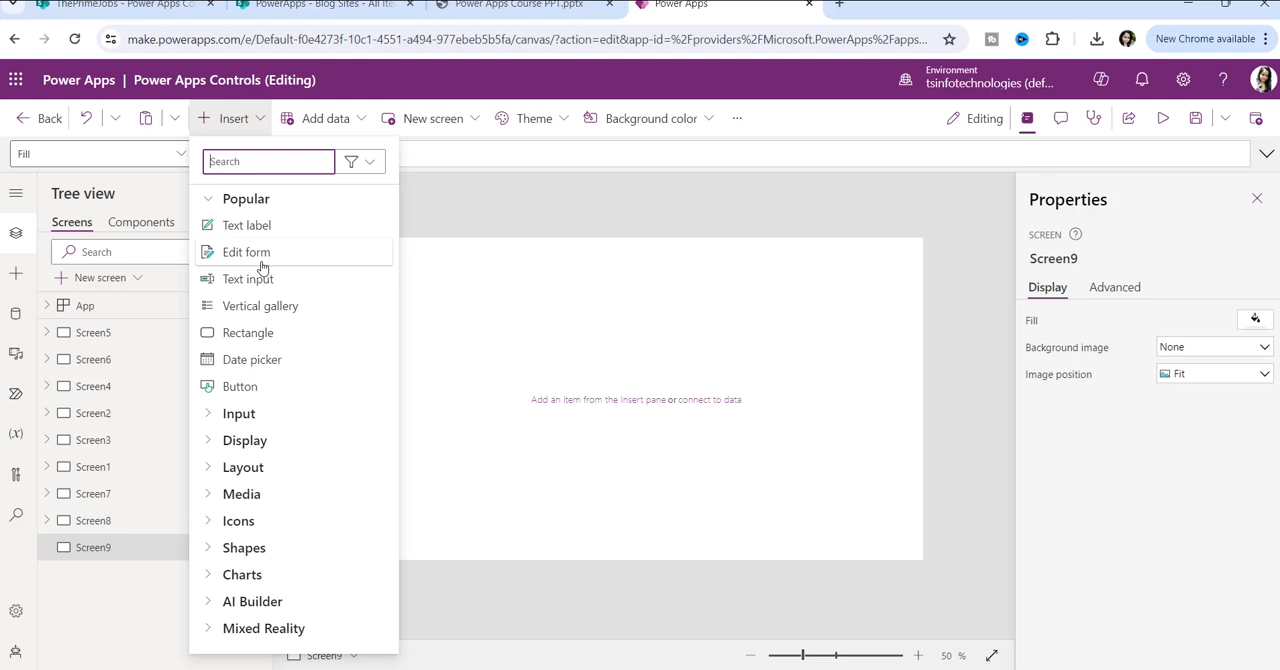 ThePrimeJobs - Power Apps Co
PowerApps - Blog Sites - All Ite
Power Apps Course PPT.pptx
Power Apps
make.powerapps.com/e/Default-f0e4273f-10c1-4551-a494-977ebeb5b5fa/canvas/?action=edit&app-id=%2Fproviders%2FMicrosoft.PowerApps%2Fapps...
New Chrome available
Power Apps | Power Apps Controls (Editing)
Environment
tsinfotechnologies (def...
Back
Insert
Add data
New screen
Theme
Background color
...
Editing
Fill
Search
Tree view
Screens
Components
Search
New screen
App
Screen5
Screen6
Screen4
Screen2
Screen3
Screen1
Screen7
Screen8
Screen9
Popular
Text label
Edit form
Text input
Vertical gallery
Rectangle
Date picker
Button
Input
Display
Layout
Media
Icons
Shapes
Charts
AI Builder
Mixed Reality
Add an item from the Insert pane or connect to data.
Properties
SCREEN
Screen9
Display
Advanced
Fill
Background image
None
Image position
Fit
Screen9
50 %